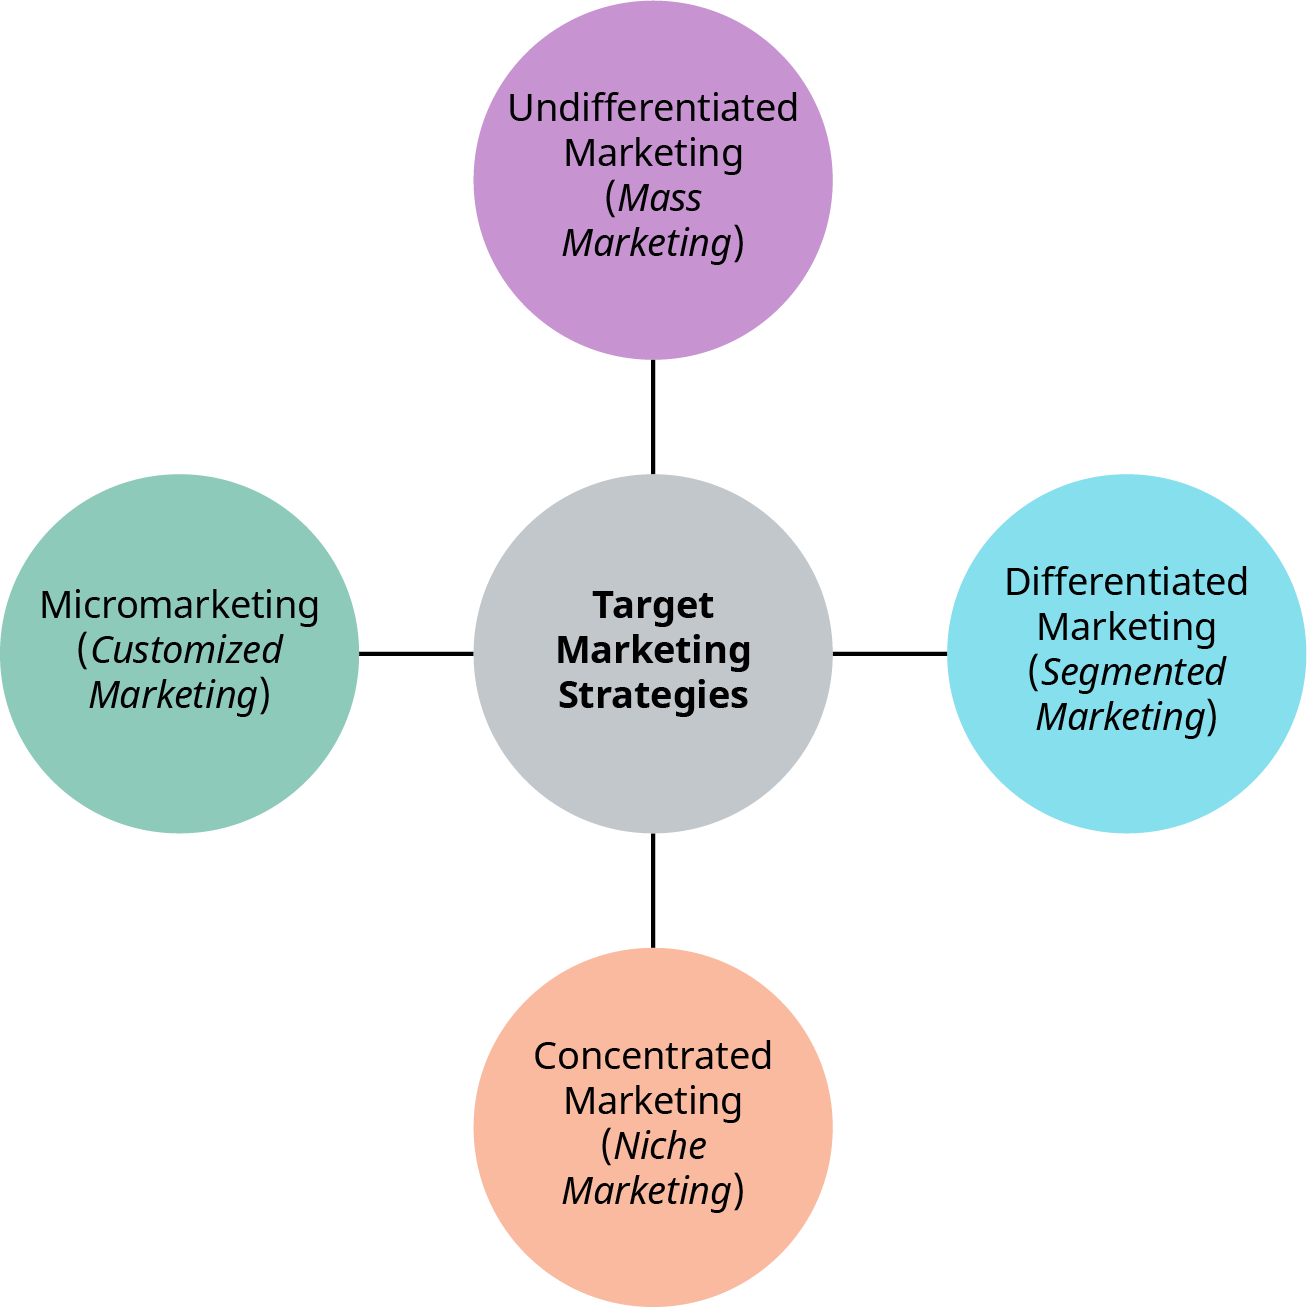 Undifferentiated
Marketing
(Mass
Marketing)
Micromarketing
(Customized
Marketing)
Target
Marketing
Strategies
Differentiated
Marketing
(Segmented
Marketing)
Concentrated
Marketing
(Niche
Marketing)